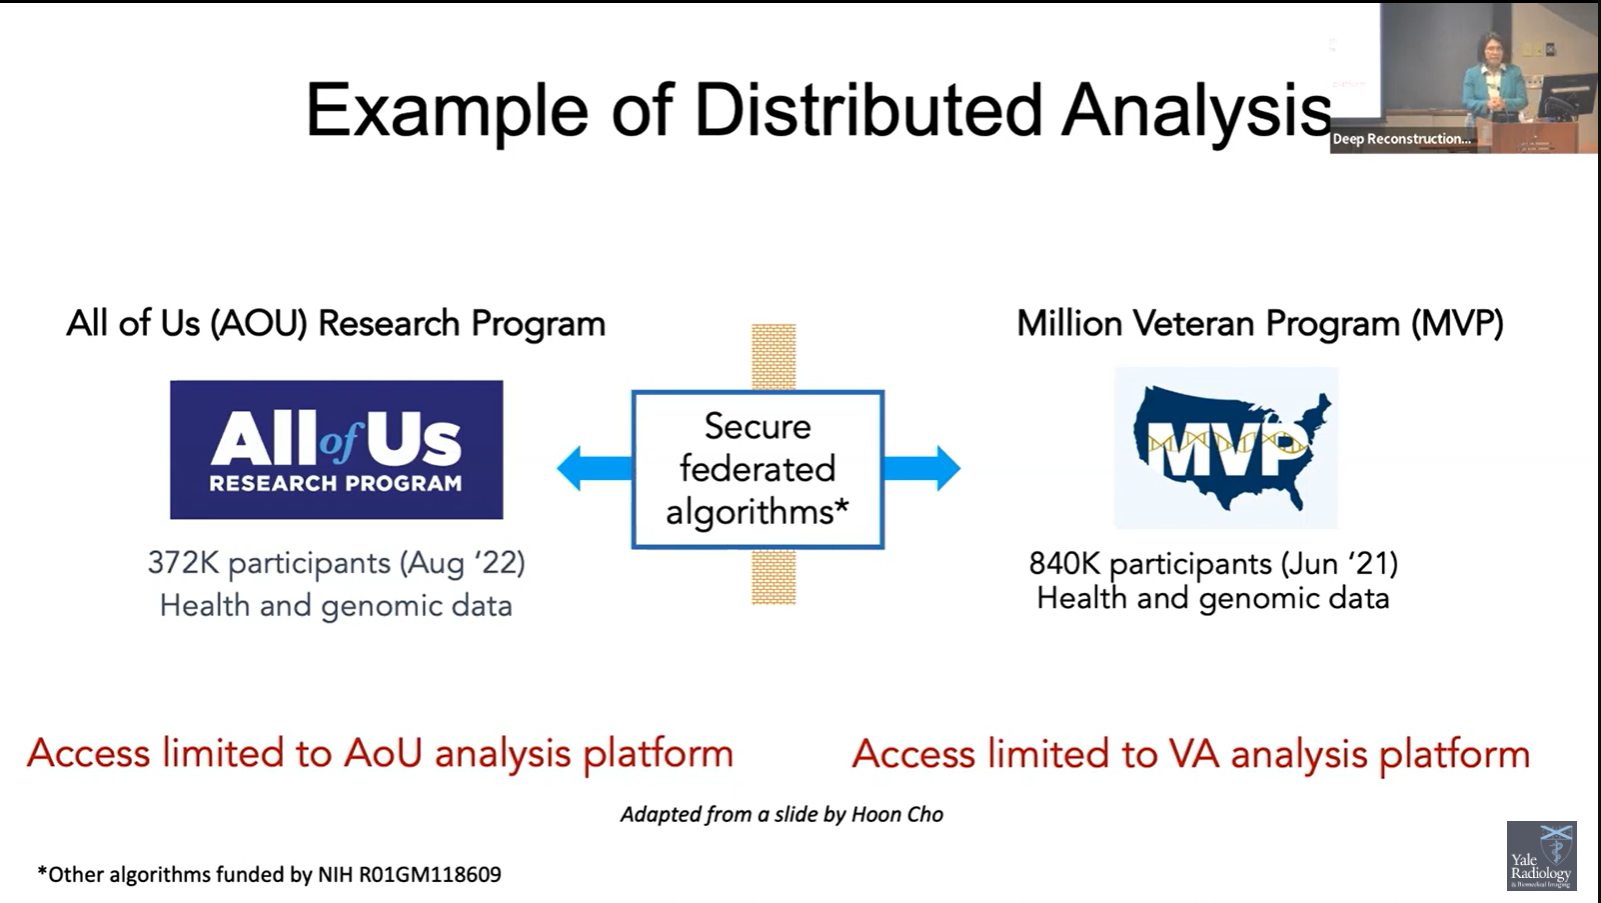 Example of Distributed Analysis
Deep Reconstruction...
All of Us (AOU) Research Program
Million Veteran Program (MVP)
All of Us
RESEARCH PROGRAM
Secure
federated
algorithms*
MVP
372K participants (Aug ‘22)
Health and genomic data
840K participants (Jun ‘21)
Health and genomic data
Access limited to AoU analysis platform
Access limited to VA analysis platform
Adapted from a slide by Hoon Cho
*Other algorithms funded by NIH R01GM118609
Yale
Radiology
& Biomedical Imaging